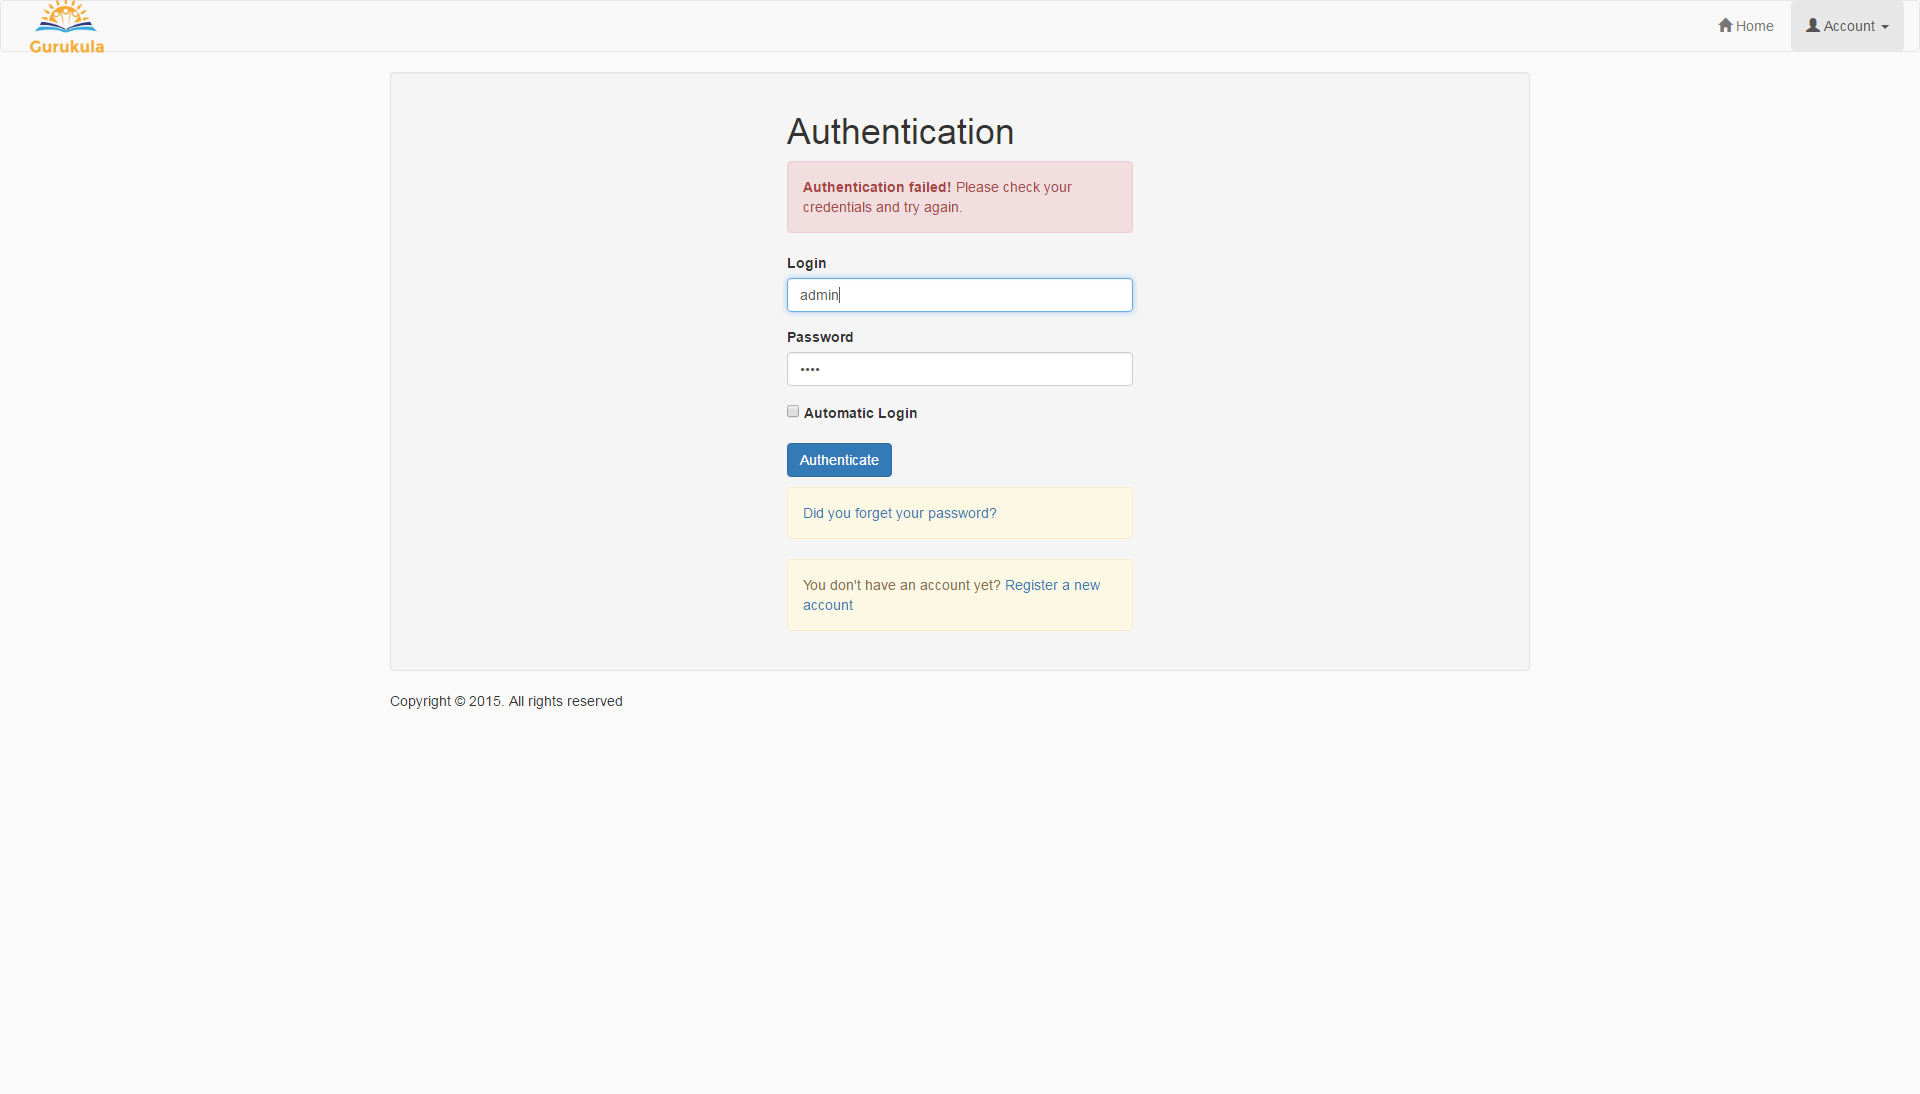 Gurukula
Home
Account
Authentication
Authentication failed! Please check your
credentials and try again.
Login
admin
Password
••••
Automatic Login
Authenticate
Did you forget your password?
You don't have an account yet? Register a new
account
Copyright © 2015. All rights reserved